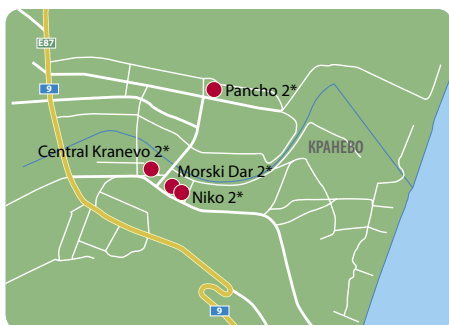 E87
9
Pancho 2*
КРАНЕВО
Central Kranevo 2*
Morski Dar 2*
Niko 2*
9